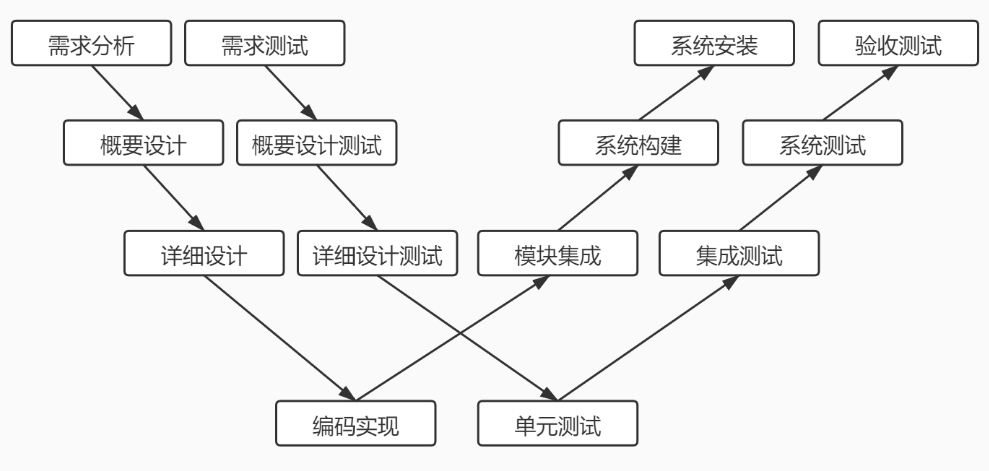 需求分析
需求测试
系统安装
验收测试
概要设计
概要设计测试
系统构建
系统测试
详细设计
详细设计测试
模块集成
集成测试
编码实现
单元测试